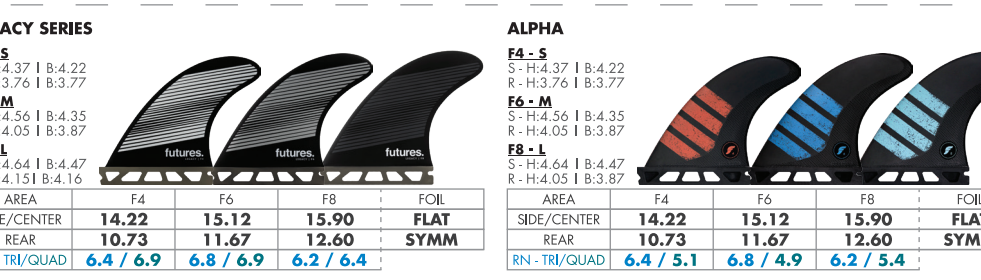 ACY SERIES
S
:4.37 | B:4.22
:3.76 | B:3.77
M
:4.56 | B:4.35
:4.05 | B:3.87
L
:4.64 | B:4.47
:4.15 | B:4.16
futures.
futures.
futures.
AREA F4 F6 F8 FOIL
E/CENTER 14.22 15.12 15.90 FLAT
REAR 10.73 11.67 12.60 SYMM
TRI/QUAD 6.4 / 6.9 6.8 / 6.9 6.2 / 6.4
ALPHA
F4 - S
S - H:4.37 | B:4.22
R - H:3.76 | B:3.77
F6 - M
S - H:4.56 | B:4.35
R - H:4.05 | B:3.87
F8 - L
S - H:4.64 | B:4.47
R - H:4.05 | B:3.87
AREA F4 F6 F8 FOIL
SIDE/CENTER 14.22 15.12 15.90 FLA
REAR 10.73 11.67 12.60 SYM
RN - TRI/QUAD 6.4 / 5.1 6.8 / 4.9 6.2 / 5.4